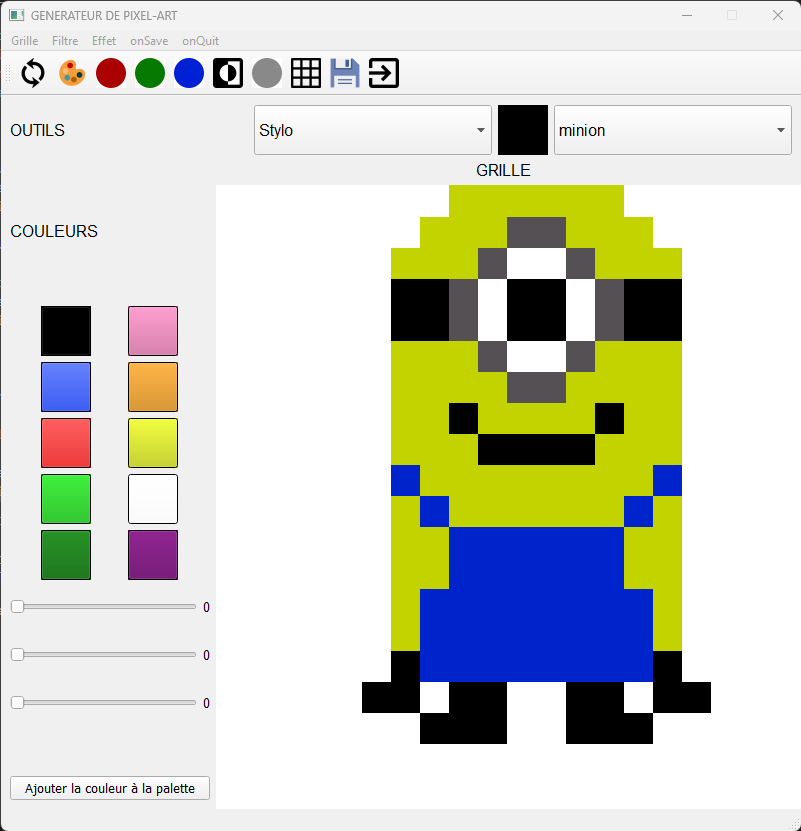 GENERATEUR DE PIXEL-ART
Grille Filtre Effet onSave onQuit
OUTILS
Stylo
minion
GRILLE
COULEURS
0
0
0
Ajouter la couleur à la palette